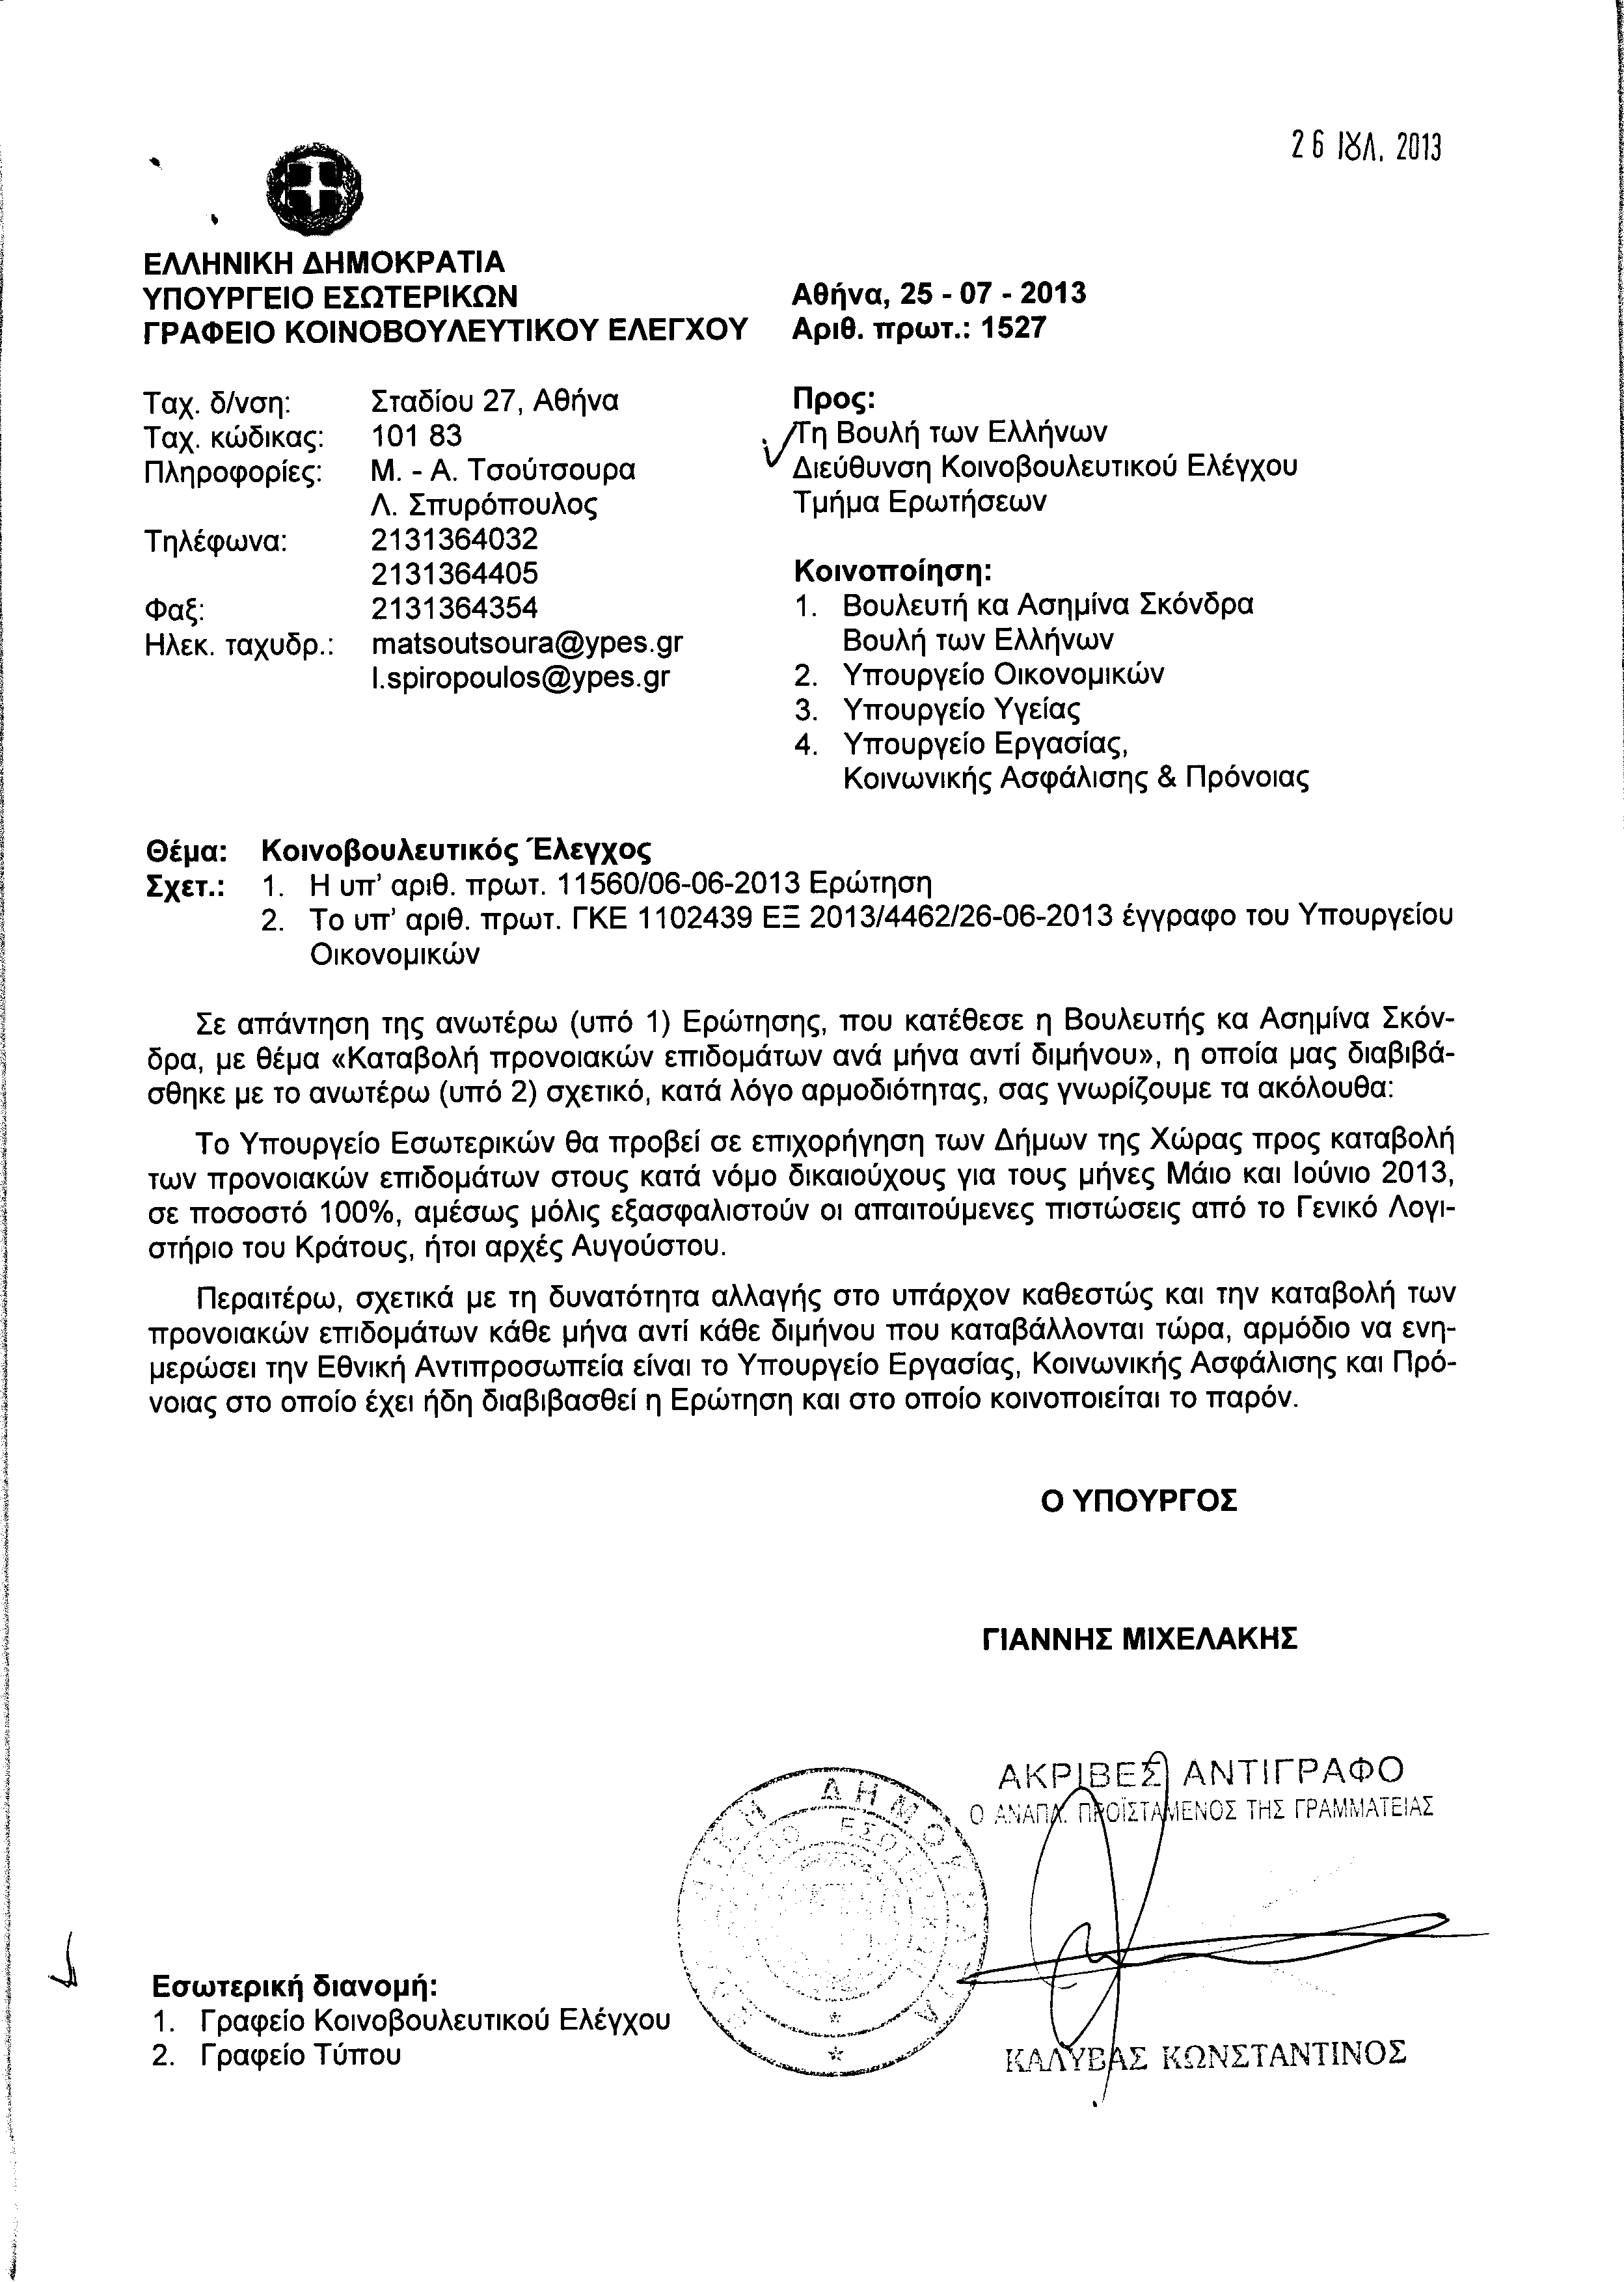 26 ΙȢΛ. 2013
ΕΛΛΗΝΙΚΗ ΔΗΜΟΚΡΑΤΙΑ
ΥΠΟΥΡΓΕΙΟ ΕΣΩΤΕΡΙΚΩΝ
ΓΡΑΦΕΙΟ ΚΟΙΝΟΒΟΥΛΕΥΤΙΚΟΥ ΕΛΕΓΧΟΥ
Αθήνα, 25 - 07 - 2013
Αριθ. πρωτ.: 1527
Ταχ. δ/νση: Σταδίου 27, Αθήνα
Ταχ. κώδικας: 101 83
Πληροφορίες: Μ. - Α. Τσούτσουρα
Λ. Σπυρόπουλος
Τηλέφωνα: 2131364032
2131364405
Φαξ: 2131364354
Ηλεκ. ταχυδρ.: matsoutsoura@ypes.gr
l.spiropoulos@ypes.gr
Προς:
Τη Βουλή των Ελλήνων
Διεύθυνση Κοινοβουλευτικού Ελέγχου
Τμήμα Ερωτήσεων
Κοινοποίηση:
1. Βουλευτή κα Ασημίνα Σκόνδρα
Βουλή των Ελλήνων
2. Υπουργείο Οικονομικών
3. Υπουργείο Υγείας
4. Υπουργείο Εργασίας,
Κοινωνικής Ασφάλισης & Πρόνοιας
Θέμα: Κοινοβουλευτικός Έλεγχος
Σχετ.: 1. Η υπ' αριθ. πρωτ. 11560/06-06-2013 Ερώτηση
2. Το υπ' αριθ. πρωτ. ΓΚΕ 1102439 ΕΞ 2013/4462/26-06-2013 έγγραφο του Υπουργείου
Οικονομικών
Σε απάντηση της ανωτέρω (υπό 1) Ερώτησης, που κατέθεσε η Βουλευτής κα Ασημίνα Σκόν-
δρα, με θέμα «Καταβολή προνοιακών επιδομάτων ανά μήνα αντί διμήνου», η οποία μας διαβιβά-
σθηκε με το ανωτέρω (υπό 2) σχετικό, κατά λόγο αρμοδιότητας, σας γνωρίζουμε τα ακόλουθα:
Το Υπουργείο Εσωτερικών θα προβεί σε επιχορήγηση των Δήμων της Χώρας προς καταβολή
των προνοιακών επιδομάτων στους κατά νόμο δικαιούχους για τους μήνες Μάιο και Ιούνιο 2013,
σε ποσοστό 100%, αμέσως μόλις εξασφαλιστούν οι απαιτούμενες πιστώσεις από το Γενικό Λογι-
στήριο του Κράτους, ήτοι αρχές Αυγούστου.
Περαιτέρω, σχετικά με τη δυνατότητα αλλαγής στο υπάρχον καθεστώς και την καταβολή των
προνοιακών επιδομάτων κάθε μήνα αντί κάθε διμήνου που καταβάλλονται τώρα, αρμόδιο να ενη-
μερώσει την Εθνική Αντιπροσωπεία είναι το Υπουργείο Εργασίας, Κοινωνικής Ασφάλισης και Πρό-
νοιας στο οποίο έχει ήδη διαβιβασθεί η Ερώτηση και στο οποίο κοινοποιείται το παρόν.
Ο ΥΠΟΥΡΓΟΣ
ΓΙΑΝΝΗΣ ΜΙΧΕΛΑΚΗΣ
ΑΚΡΙΒΕΣ ΑΝΤΙΓΡΑΦΟ
Ο ΑΝΑΠΛ. ΠΡΟΪΣΤΑΜΕΝΟΣ ΤΗΣ ΓΡΑΜΜΑΤΕΙΑΣ
ΚΑΛΥΒΑΣ ΚΩΝΣΤΑΝΤΙΝΟΣ
Εσωτερική διανομή:
1. Γραφείο Κοινοβουλευτικού Ελέγχου
2. Γραφείο Τύπου